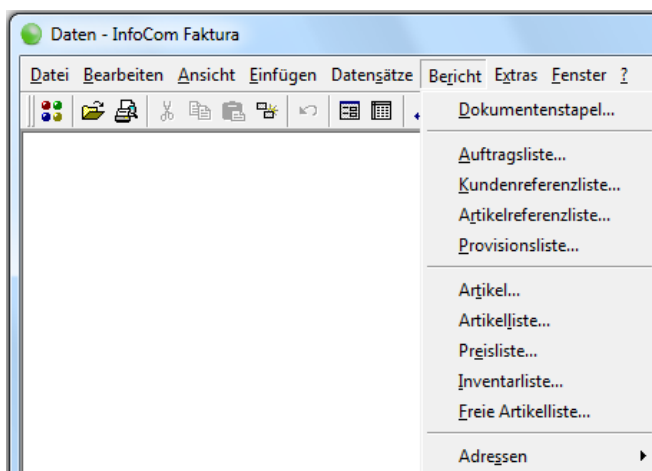 Daten - InfoCom Faktura
Datei Bearbeiten Ansicht Einfügen Datensätze Bericht Extras Fenster ?
Dokumentenstapel...
Auftragsliste...
Kundenreferenzliste...
Artikelreferenzliste...
Provisionsliste...
Artikel...
Artikelliste...
Preisliste...
Inventarliste...
Freie Artikelliste...
Adressen